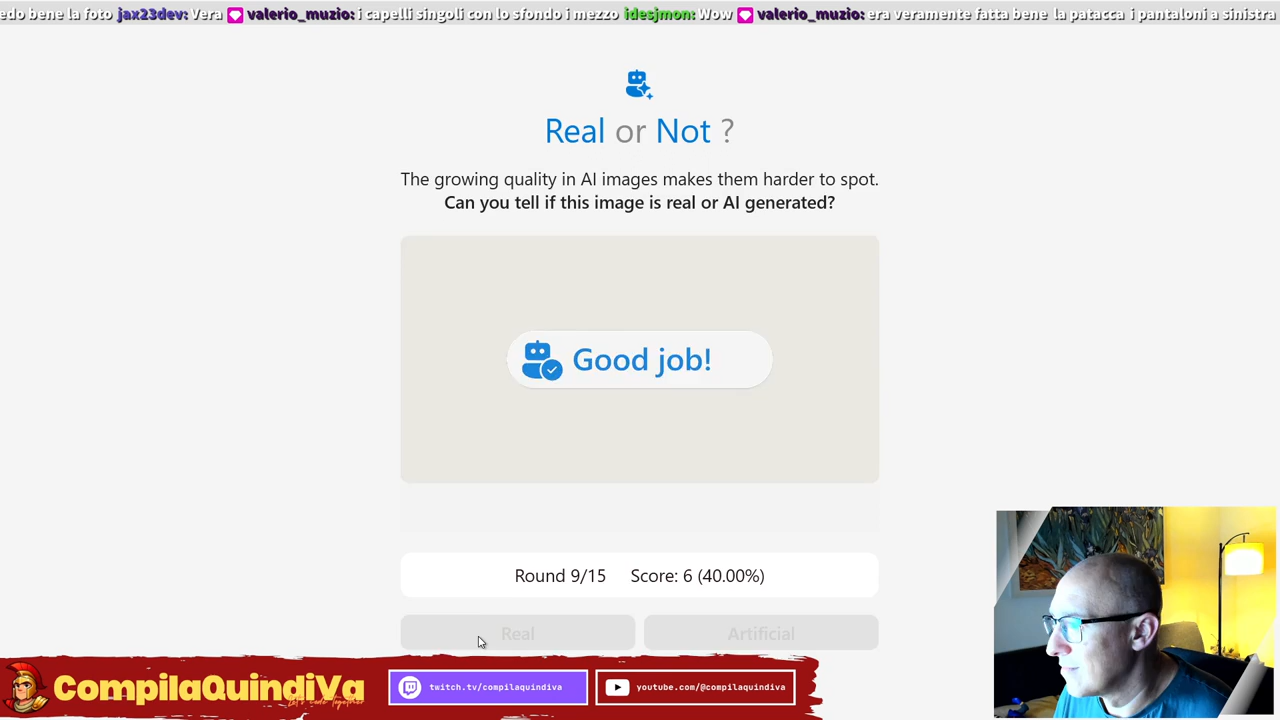 edo bene la foto jax23dev: Vera valerio_muzio: i capelli singoli con lo sfondo i mezzo idesjmon: Wow valerio_muzio: era veramente fatta bene la patacca i pantaloni a sinistra
Real or Not ?
The growing quality in AI images makes them harder to spot.
Can you tell if this image is real or AI generated?
Good job!
Round 9/15 Score: 6 (40.00%)
Real Artificial
CompilaQuindiVa
Let's code together
twitch.tv/compilaquindiva
youtube.com/@compilaquindiva